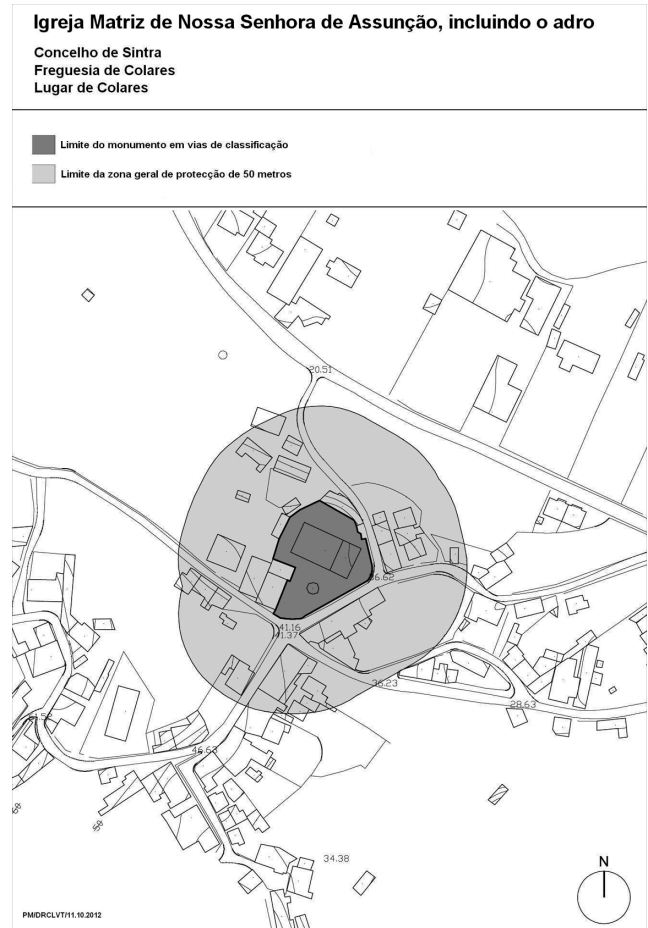 Igreja Matriz de Nossa Senhora de Assunção, incluindo o adro
Concelho de Sintra
Freguesia de Colares
Lugar de Colares
Limite do monumento em vias de classificação
Limite da zona geral de protecção de 50 metros
20.51
36.62
41.16
41.37
36.23
28.63
46.63
34.38
N
PM/DRCLVT/11.10.2012